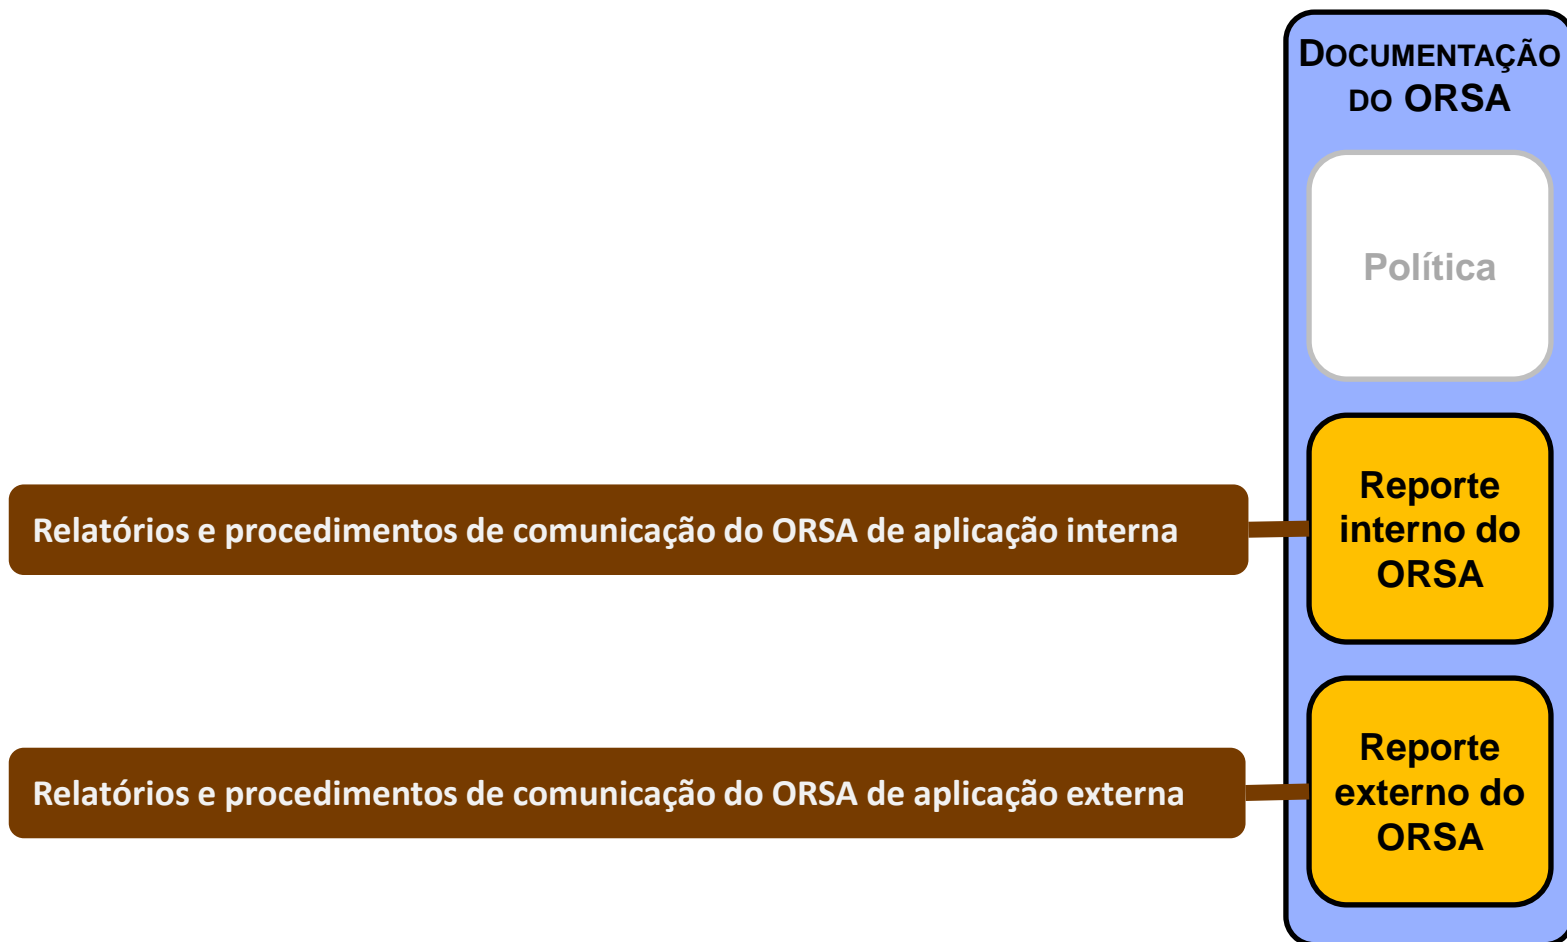 DOCUMENTAÇÃO
DO ORSA
Política
Relatórios e procedimentos de comunicação do ORSA de aplicação interna
Reporte
interno do
ORSA
Relatórios e procedimentos de comunicação do ORSA de aplicação externa
Reporte
externo do
ORSA